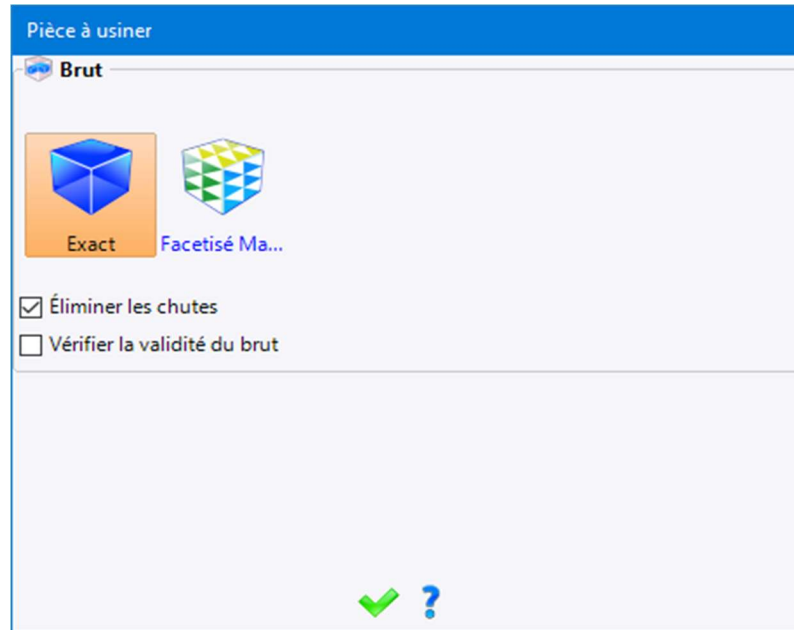 Pièce à usiner
Brut
Exact
Facetisé Ma...
Éliminer les chutes
Vérifier la validité du brut